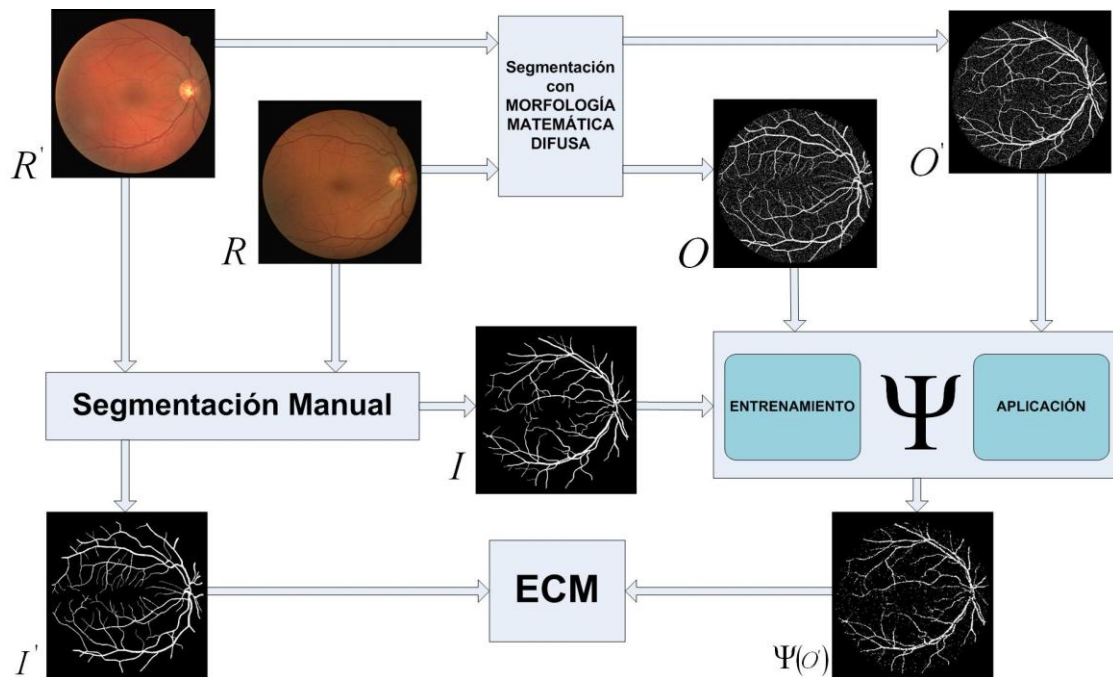 R'
R
Segmentación
con
MORFOLOGÍA
MATEMÁTICA
DIFUSA
O
O'
Segmentación Manual
I
ENTRENAMIENTO
Ψ
APLICACIÓN
I'
ECM
Ψ(O')